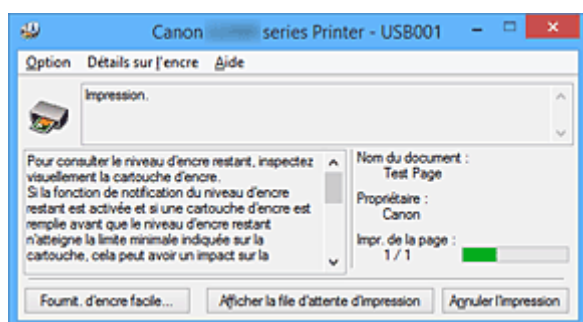 Canon series Printer - USB001
Option Détails sur l'encre Aide
Impression.
Pour consulter le niveau d'encre restant, inspectez
visuellement la cartouche d'encre.
Si la fonction de notification du niveau d'encre
restant est activée et si une cartouche d'encre est
remplie avant que le niveau d'encre restant
n'atteigne la limite minimale indiquée sur la
cartouche, cela peut avoir un impact sur la
Nom du document :
Test Page
Propriétaire :
Canon
Impr. de la page :
1 / 1
Fournit. d'encre facile... Afficher la file d'attente d'impression Annuler l'impression